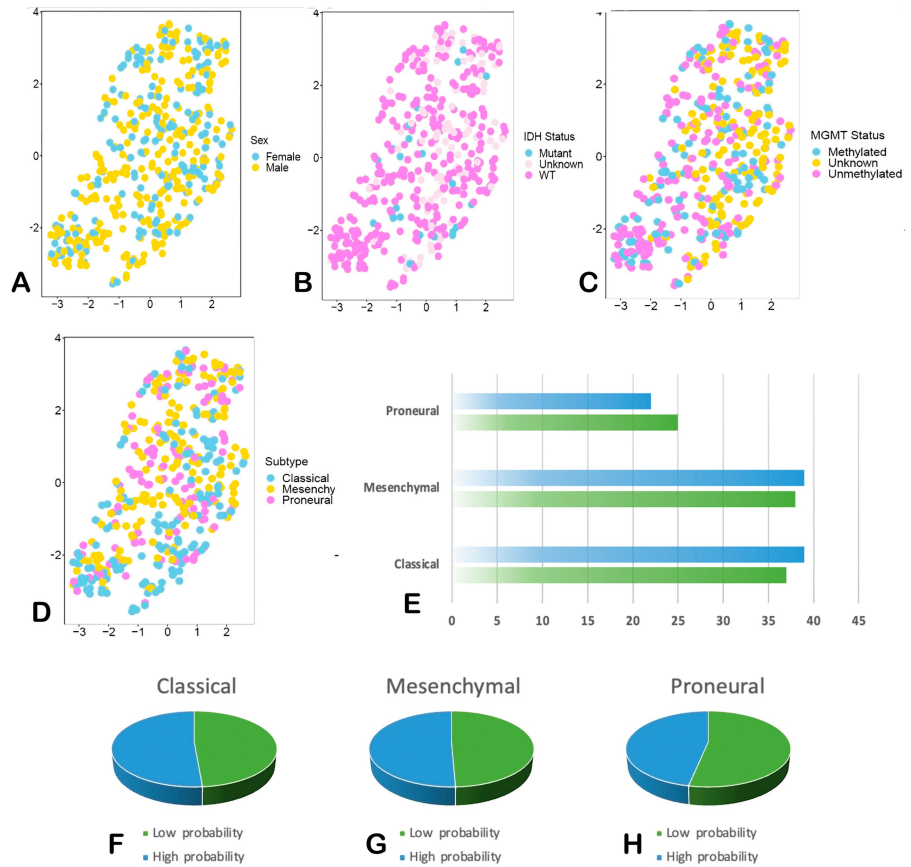 4
2
0
-2
-3
-2
-1
0
1
2
A
Sex
Female
Male
4
2
0
-2
-3
-2
-1
0
1
2
B
IDH Status
Mutant
Unknown
WT
4
2
0
-2
-3
-2
-1
0
1
2
C
MGMT Status
Methylated
Unknown
Unmethylated
4
2
0
-2
-3
-2
-1
0
1
2
D
Subtype
Classical
Mesenchy
Proneural
Proneural
Mesenchymal
Classical
E
0 5 10 15 20 25 30 35 40 45
Classical
Low probability
High probability
F
Mesenchymal
Low probability
High probability
G
Proneural
Low probability
High probability
H